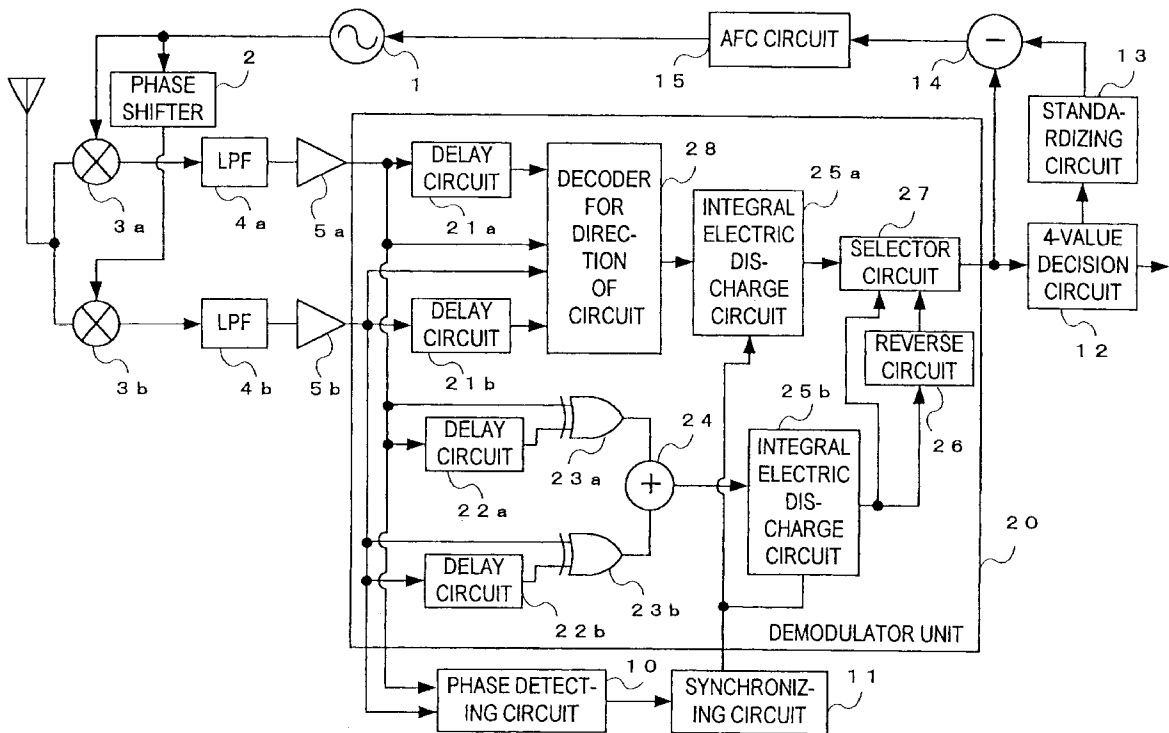 AFC CIRCUIT
15
1
14
13
STANDA-
RDIZING
CIRCUIT
2
PHASE
SHIFTER
3a
LPF
4a
5a
DELAY
CIRCUIT
21a
DECODER
FOR
DIREC-
TION
OF
CIRCUIT
28
INTEGRAL
ELECTRIC
DIS-
CHARGE
CIRCUIT
25a
27
SELECTOR
CIRCUIT
4-VALUE
DECISION
CIRCUIT
12
3b
LPF
4b
5b
DELAY
CIRCUIT
21b
REVERSE
CIRCUIT
26
DELAY
CIRCUIT
22a
23a
24
+
25b
INTEGRAL
ELECTRIC
DIS-
CHARGE
CIRCUIT
20
DELAY
CIRCUIT
22b
23b
DEMODULATOR UNIT
10
PHASE DETECT-
ING CIRCUIT
SYNCHRONIZ-
ING CIRCUIT
11